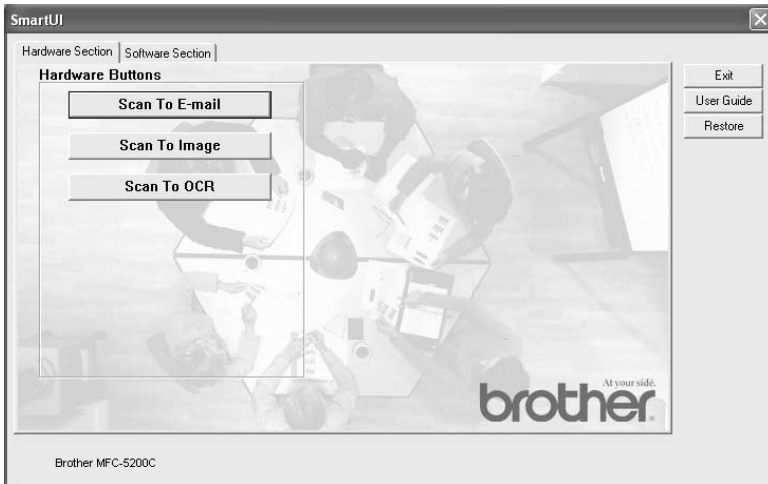 SmartUI
Hardware Section
Software Section
Hardware Buttons
Scan To E-mail
Scan To Image
Scan To OCR
Exit
User Guide
Restore
At your side.
brother
Brother MFC-5200C